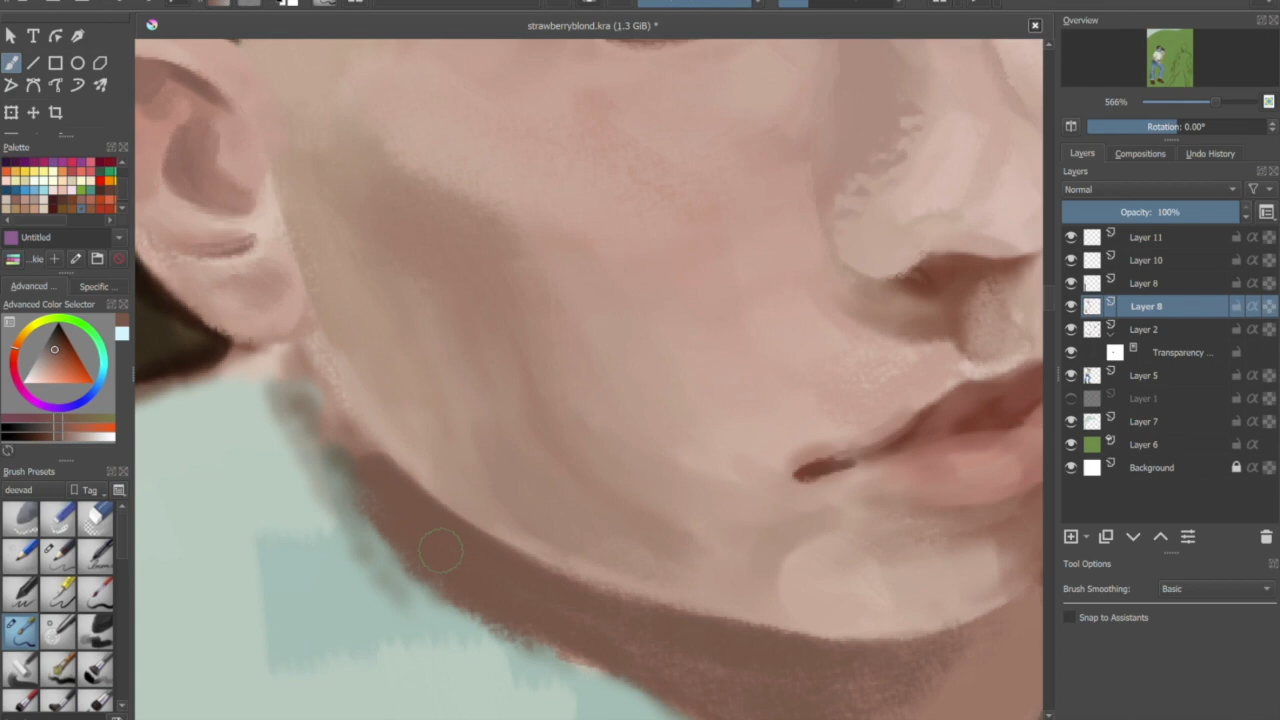 strawberryblond.kra (1.3 GiB) *
Overview
566%
Rotation: 0.00°
Palette
Layers
Compositions
Undo History
Layers
Normal
Opacity: 100%
Untitled
...kie
Layer 11
Layer 10
Layer 8
Layer 8
Layer 2
Transparency ...
Layer 5
Layer 1
Layer 7
Layer 6
Background
Advanced ...
Specific ...
Advanced Color Selector
Brush Presets
deevad
Tag
Tool Options
Brush Smoothing:
Basic
Snap to Assistants